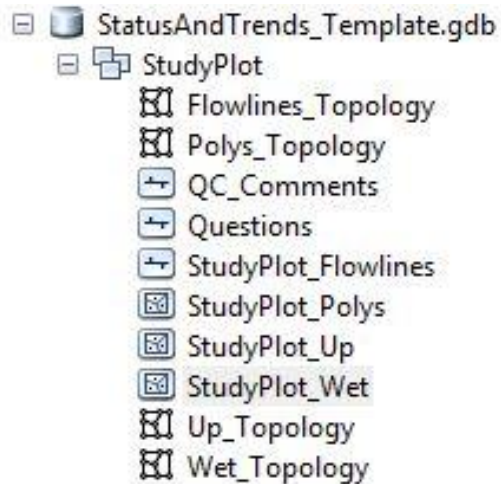 StatusAndTrends_Template.gdb
StudyPlot
Flowlines_Topology
Polys_Topology
QC_Comments
Questions
StudyPlot_Flowlines
StudyPlot_Polys
StudyPlot_Up
StudyPlot_Wet
Up_Topology
Wet_Topology